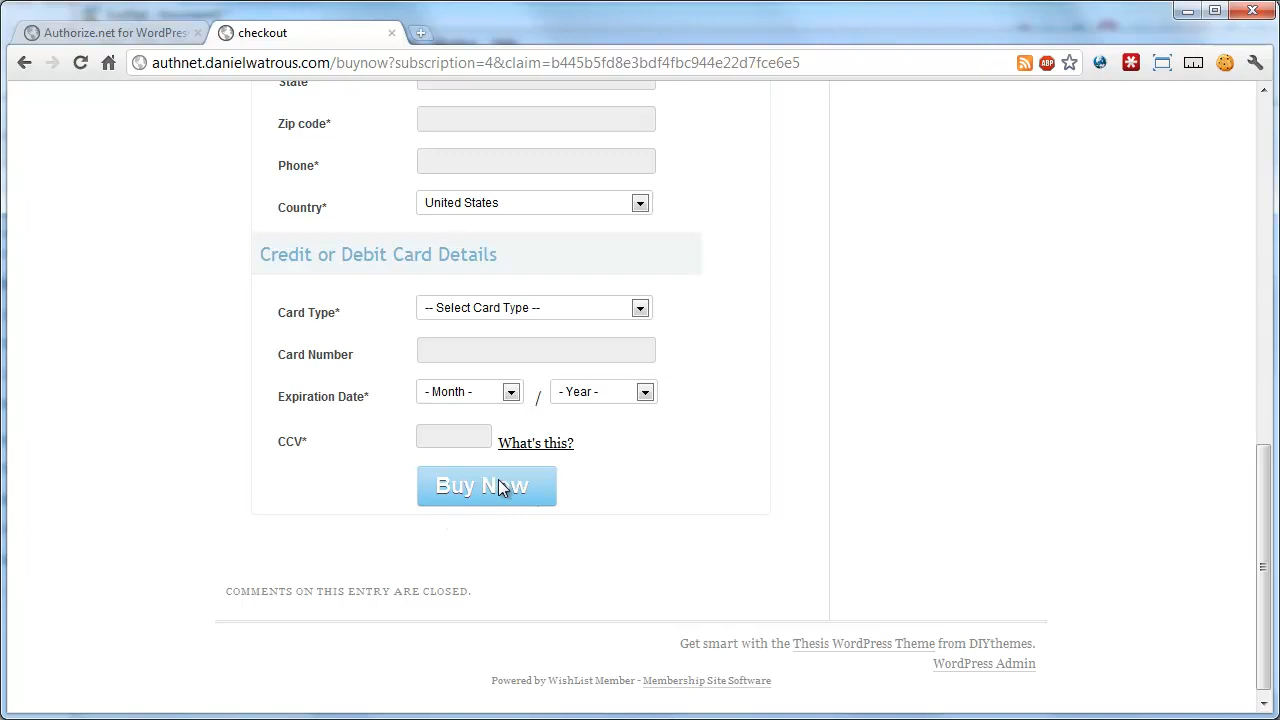 Authorize.net for WordPres
checkout
authnet.danielwatrous.com/buynow?subscription=4&claim=b445b5fd8e3bdf4fbc944e22d7fce6e5
State
Zip code*
Phone*
Country* United States
Credit or Debit Card Details
Card Type* -- Select Card Type --
Card Number
Expiration Date* - Month - / - Year -
CCV* What's this?
Buy Now
COMMENTS ON THIS ENTRY ARE CLOSED.
Get smart with the Thesis WordPress Theme from DIYthemes.
WordPress Admin
Powered by WishList Member - Membership Site Software